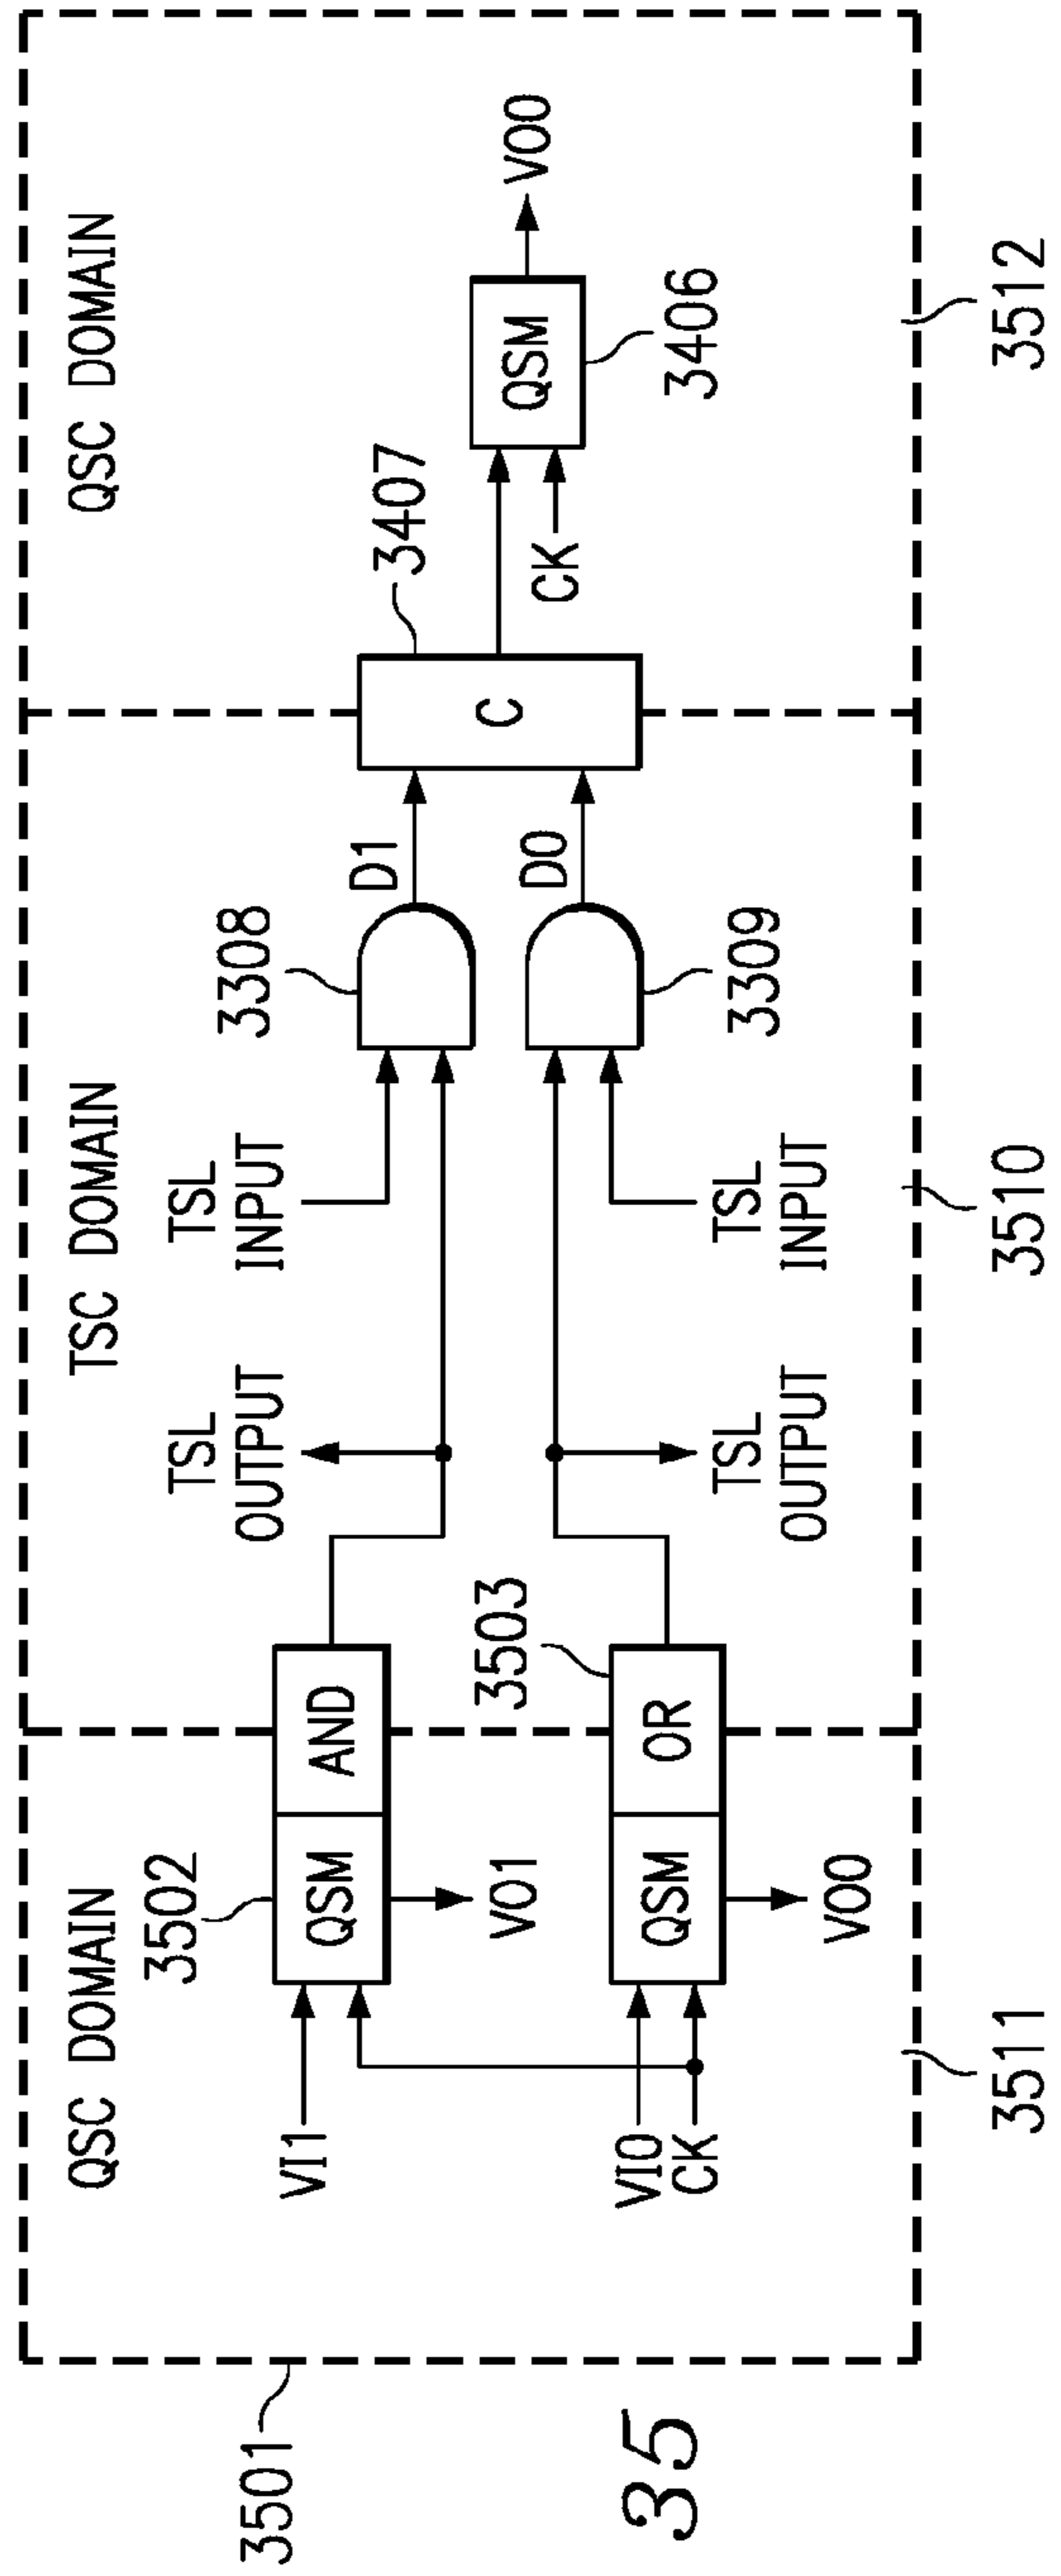 QSC DOMAIN
TSC DOMAIN
QSC DOMAIN
3502
TSL
OUTPUT
TSL
INPUT
3308
VI1
QSM
AND
D1
3407
VO1
3503
C
QSM
VOO
CK
D0
3406
VI0
CK
QSM
OR
3309
TSL
OUTPUT
TSL
INPUT
VOO
3501
3511
3510
3512
35